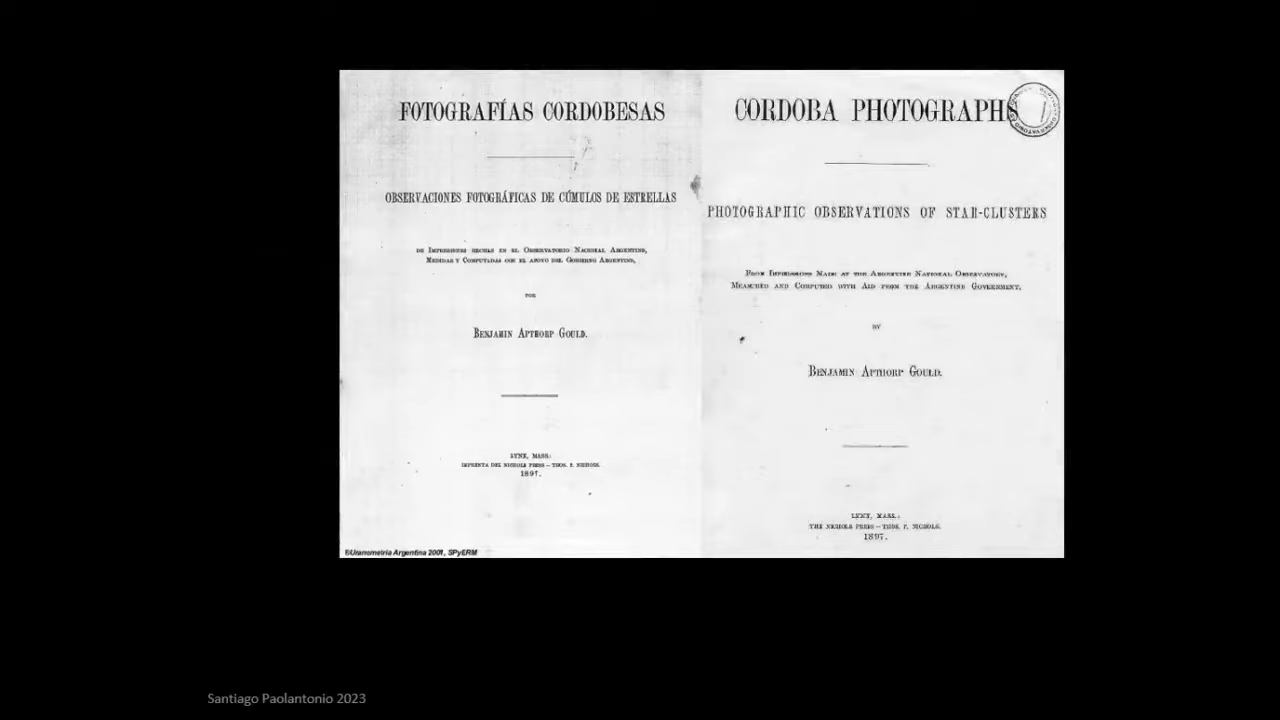 FOTOGRAFÍAS CORDOBESAS
OBSERVACIONES FOTOGRÁFICAS DE CÚMULOS DE ESTRELLAS
DE IMPRESIONES HECHAS EN EL OBSERVATORIO NACIONAL ARGENTINO,
MEDIDAS Y COMPUTADAS CON EL APOYO DEL GOBIERNO ARGENTINO,
POR
BENJAMIN APTHORP GOULD.
LYNN, MASS.:
IMPRENTA DEL NICHOLS PRESS – THOS. P. NICHOLS.
1897.
©Uranometría Argentina 2001, SPyERM
CORDOBA PHOTOGRAPHS
PHOTOGRAPHIC OBSERVATIONS OF STAR-CLUSTERS
FROM IMPRESSIONS MADE AT THE ARGENTINE NATIONAL OBSERVATORY,
MEASURED AND COMPUTED WITH AID FROM THE ARGENTINE GOVERNMENT,
BY
BENJAMIN APTHORP GOULD.
LYNN, MASS.:
THE NICHOLS PRESS – THOS. P. NICHOLS.
1897.
Santiago Paolantonio 2023